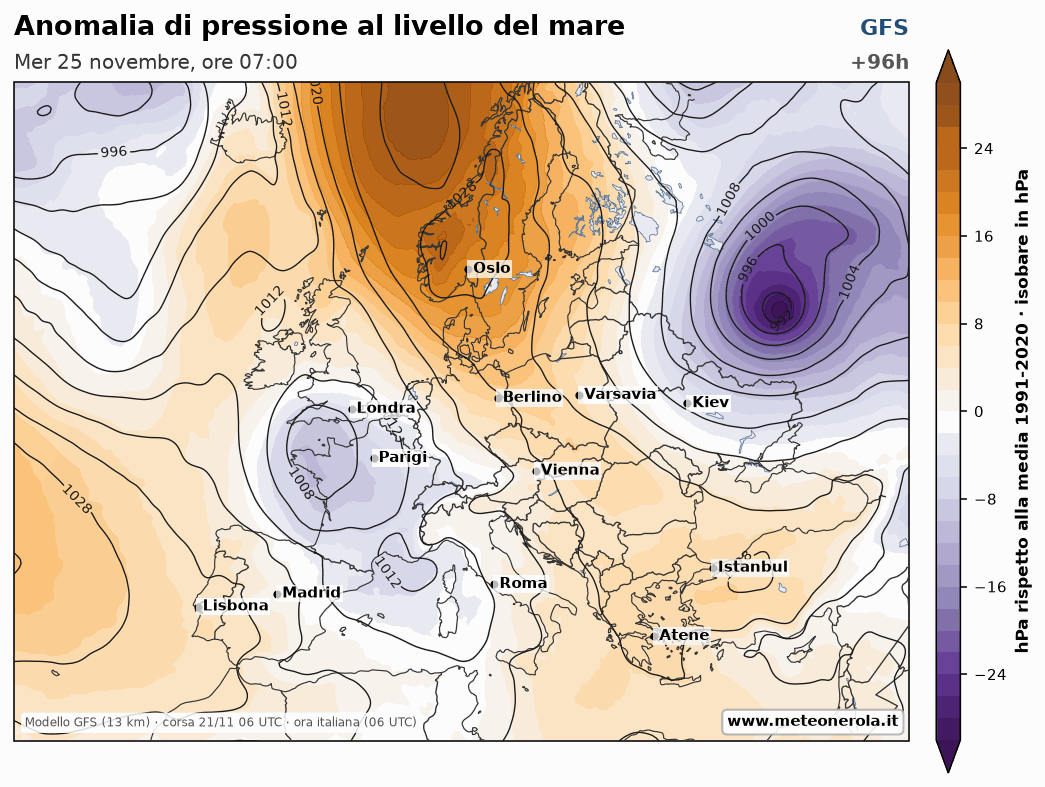 Anomalia di pressione al livello del mare
GFS
Mer 25 novembre, ore 07:00
+96h
1012
1020
996
1028
1008
1000
996
992
1004
1012
Oslo
Berlino
Varsavia
Kiev
Londra
Parigi
1008
Vienna
1028
1012
Istanbul
Madrid
Roma
Lisbona
Atene
Modello GFS (13 km) · corsa 21/11 06 UTC · ora italiana (06 UTC)
www.meteonerola.it
24
16
8
0
−8
−16
−24
hPa rispetto alla media 1991-2020 · isobare in hPa